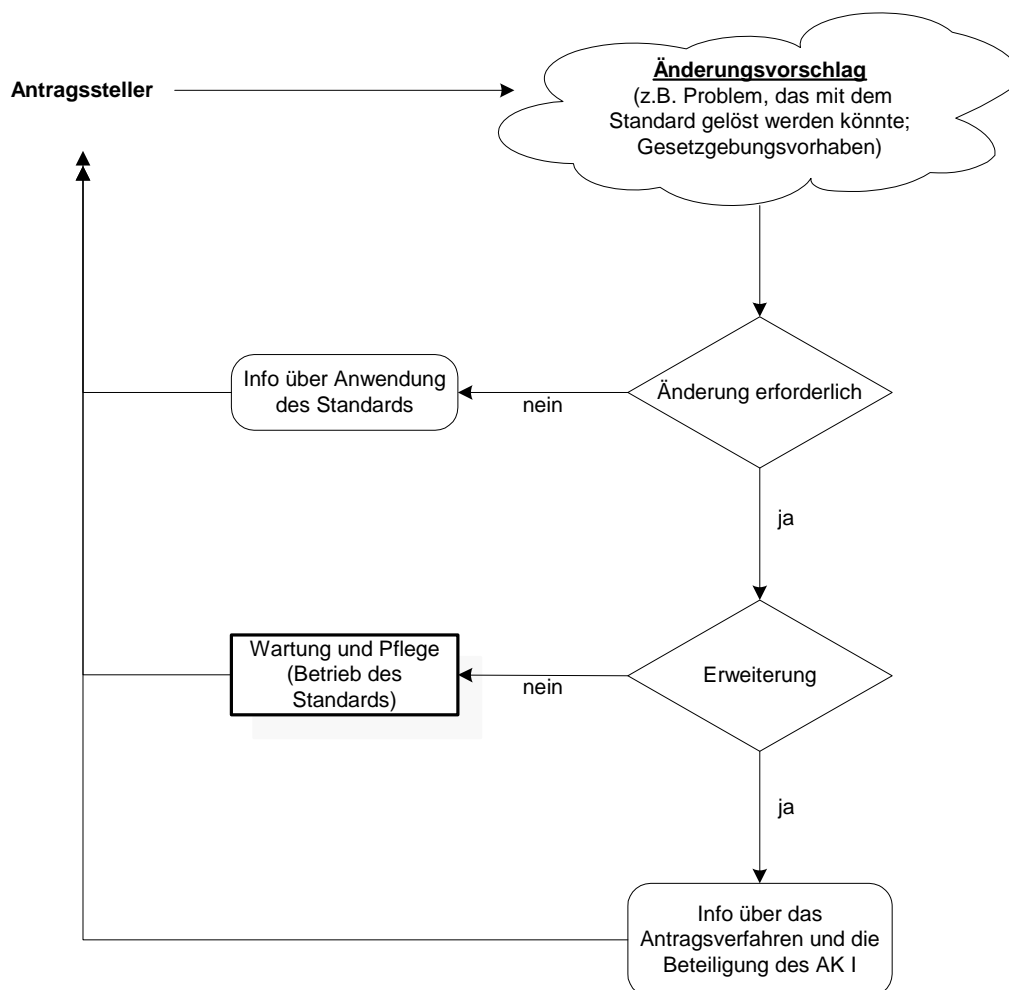 Antragssteller
Änderungsvorschlag
(z.B. Problem, das mit dem
Standard gelöst werden könnte;
Gesetzgebungsvorhaben)
Info über Anwendung
des Standards
nein
Änderung erforderlich
ja
Wartung und Pflege
(Betrieb des
Standards)
nein
Erweiterung
ja
Info über das
Antragsverfahren und die
Beteiligung des AK I